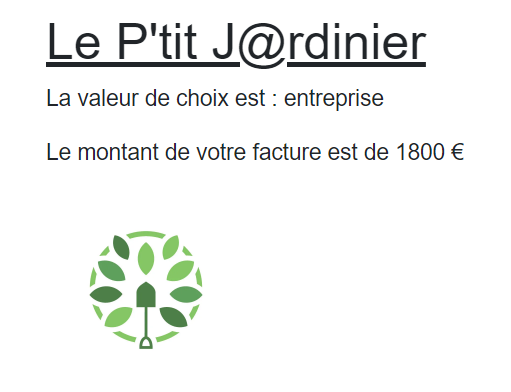 Le P'tit J@rdinier
La valeur de choix est : entreprise
Le montant de votre facture est de 1800 €